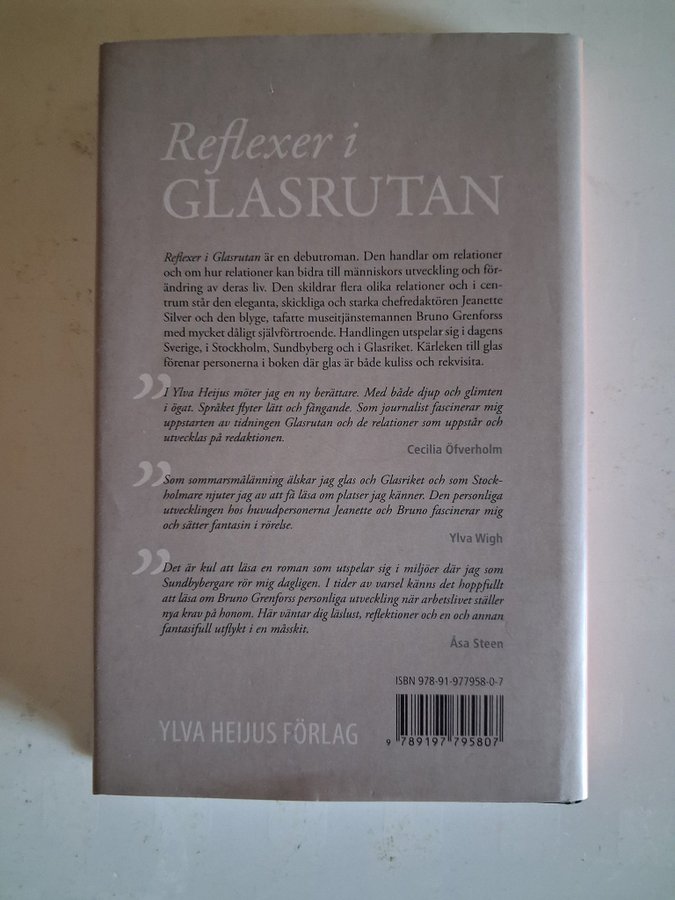 Reflexer i
GLASRUTAN
Reflexer i Glasrutan är en debutroman. Den handlar om relationer
och om hur relationer kan bidra till människors utveckling och för-
ändring av deras liv. Den skildrar flera olika relationer och i cen-
trum står den eleganta, skickliga och starka chefredaktören Jeanette
Silver och den blyge, tafatte museitjänstemannen Bruno Grenforss
med mycket dåligt självförtroende. Handlingen utspelar sig i dagens
Sverige, i Stockholm, Sundbyberg och i Glasriket. Kärleken till glas
förenar personerna i boken där glas är både kuliss och rekvisita.
”I Ylva Heijus möter jag en ny berättare. Med både djup och glimten
i ögat. Språket flyter lätt och fångande. Som journalist fascinerar mig
uppstarten av tidningen Glasrutan och de relationer som uppstår och
utvecklas på redaktionen.
Cecilia Öfverholm
”Som sommarsmålänning älskar jag glas och Glasriket och som Stock-
holmare njuter jag av att få läsa om platser jag känner. Den personliga
utvecklingen hos huvudpersonerna Jeanette och Bruno fascinerar mig
och sätter fantasin i rörelse.
Ylva Wigh
”Det är kul att läsa en roman som utspelar sig i miljöer där jag som
Sundbybergare rör mig dagligen. I tider av varsel känns det hoppfullt
att läsa om Bruno Grenforss personliga utveckling när arbetslivet ställer
nya krav på honom. Här väntar dig läslust, reflektioner och en och annan
fantasifull utflykt i en måsskit.
Åsa Steen
ISBN 978-91-977958-0-7
YLVA HEIJUS FÖRLAG
9 789197 795807